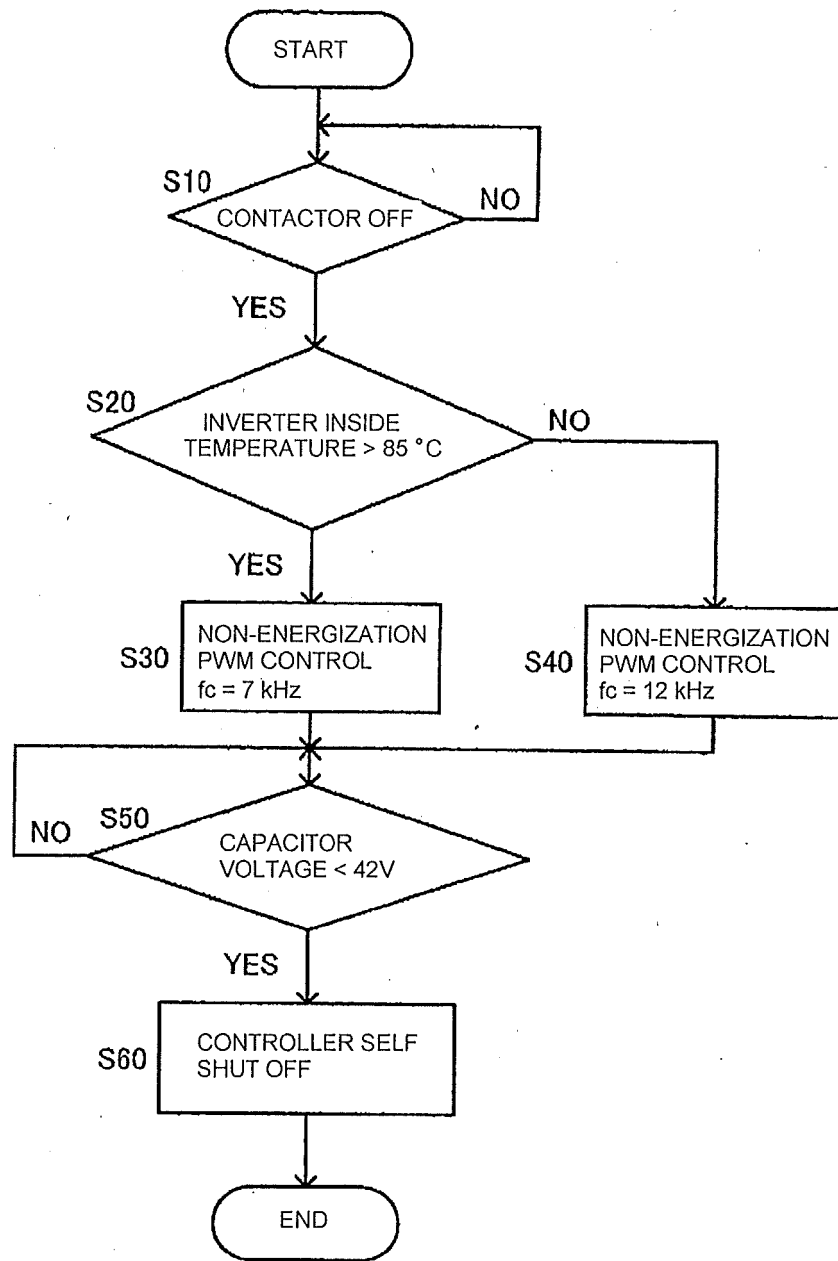 START
S10
CONTACTOR OFF
NO
YES
S20
INVERTER INSIDE
TEMPERATURE > 85 °C
NO
YES
S30
NON-ENERGIZATION
PWM CONTROL
fc = 7 kHz
S40
NON-ENERGIZATION
PWM CONTROL
fc = 12 kHz
S50
NO
CAPACITOR
VOLTAGE < 42V
YES
S60
CONTROLLER SELF
SHUT OFF
END